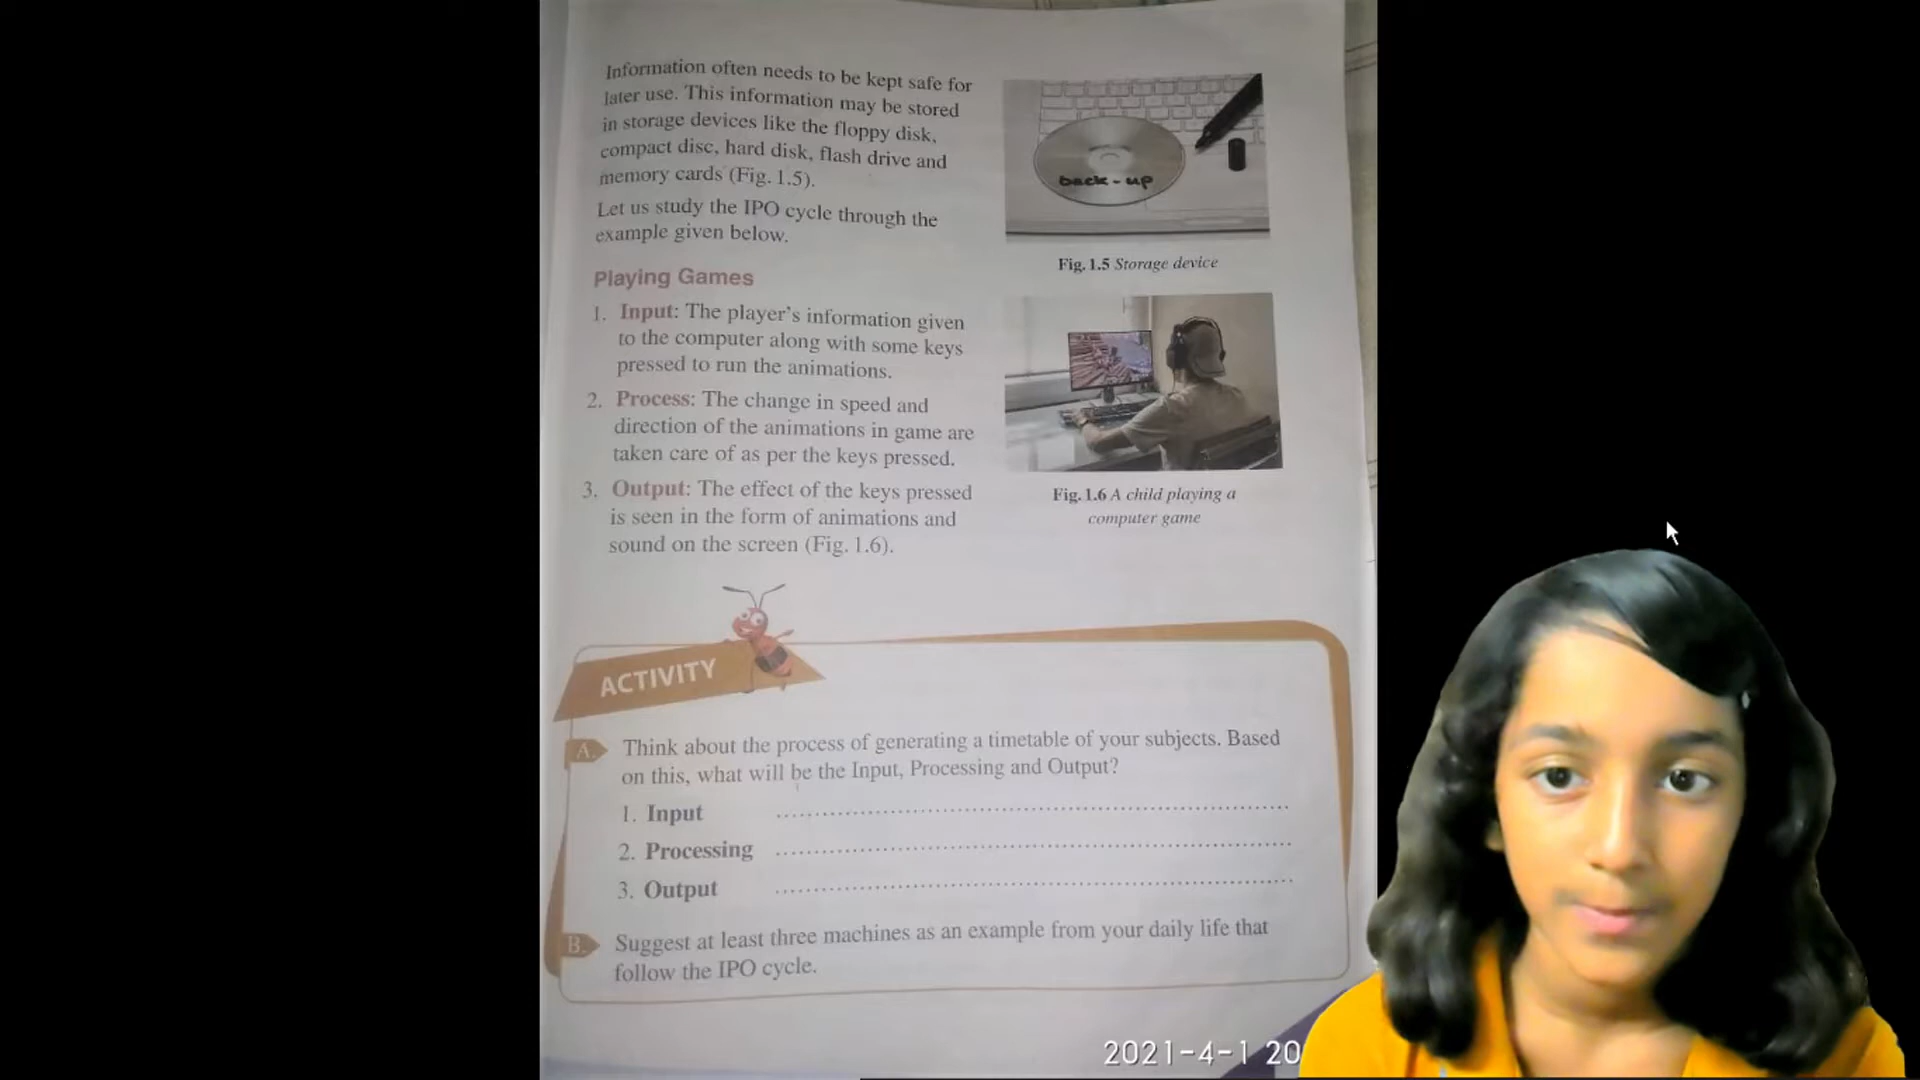 Information often needs to be kept safe for
later use. This information may be stored
in storage devices like the floppy disk,
compact disc, hard disk, flash drive and
memory cards (Fig. 1.5).
Let us study the IPO cycle through the
example given below.
back-up
Fig. 1.5 Storage device
Playing Games
1. Input: The player's information given
to the computer along with some keys
pressed to run the animations.
2. Process: The change in speed and
direction of the animations in game are
taken care of as per the keys pressed.
3. Output: The effect of the keys pressed
is seen in the form of animations and
sound on the screen (Fig. 1.6).
Fig. 1.6 A child playing a
computer game
ACTIVITY
A. Think about the process of generating a timetable of your subjects. Based
on this, what will be the Input, Processing and Output?
1. Input
2. Processing
3. Output
B. Suggest at least three machines as an example from your daily life that
follow the IPO cycle.
2021-4-1 20